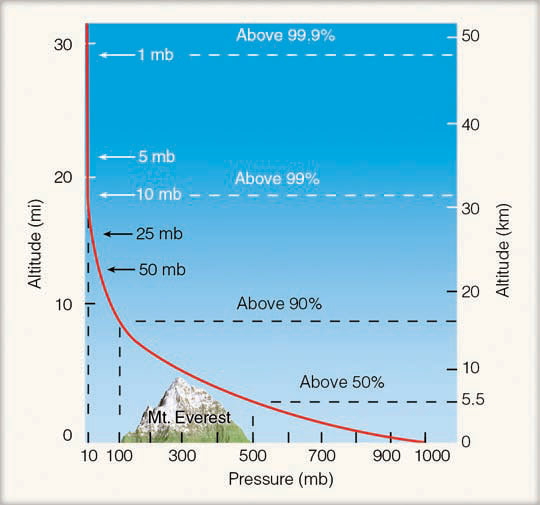 Above 99.9%
30
50
1 mb
40
5 mb
20
Above 99%
10 mb
30
25 mb
50 mb
Altitude (mi)
Altitude (km)
20
10
Above 90%
10
Above 50%
5.5
Mt. Everest
0
0
10 100 300 500 700 900 1000
Pressure (mb)